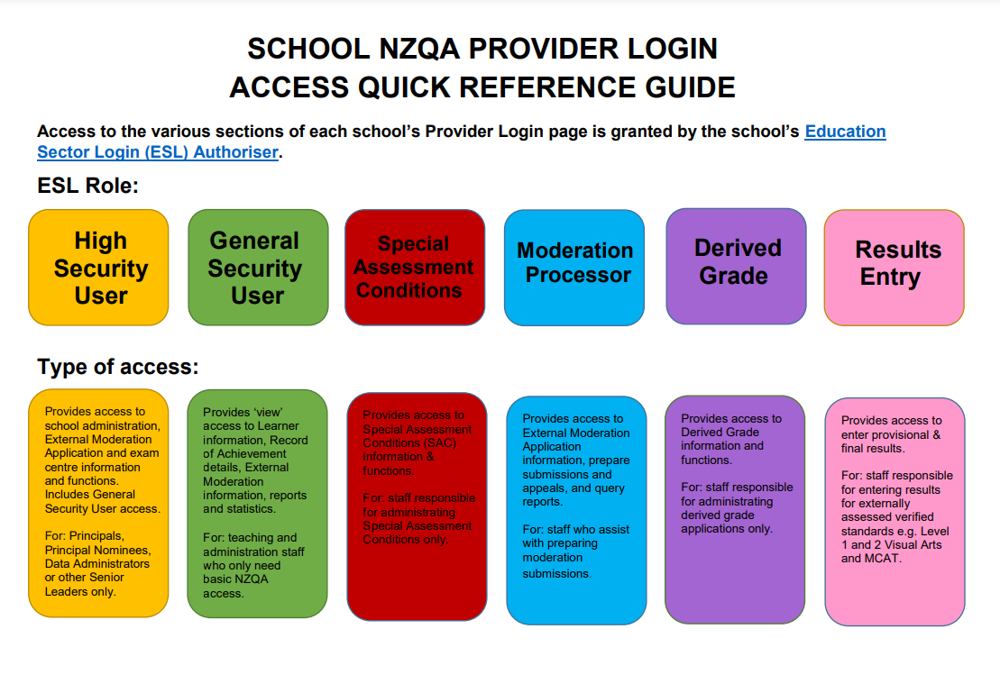 SCHOOL NZQA PROVIDER LOGIN
ACCESS QUICK REFERENCE GUIDE
Access to the various sections of each school’s Provider Login page is granted by the school’s Education
Sector Login (ESL) Authoriser.
ESL Role:
High
Security
User
General
Security
User
Special
Assessment
Conditions
Moderation
Processor
Derived
Grade
Results
Entry
Type of access:
Provides access to
school administration,
External Moderation
Application and exam
centre information
and functions.
Includes General
Security User access.
For: Principals,
Principal Nominees,
Data Administrators
or other Senior
Leaders only.
Provides ‘view’
access to Learner
information, Record
of Achievement
details, External
Moderation
information, reports
and statistics.
For: teaching and
administration staff
who only need
basic NZQA
access.
Provides access to
Special Assessment
Conditions (SAC)
information &
functions.
For: staff responsible
for administrating
Special Assessment
Conditions only.
Provides access to
External Moderation
Application
information, prepare
submissions and
appeals, and query
reports.
For: staff who assist
with preparing
moderation
submissions.
Provides access to
Derived Grade
information and
functions.
For: staff responsible
for administrating
derived grade
applications only.
Provides access to
enter provisional &
final results.
For: staff responsible
for entering results
for externally
assessed verified
standards e.g. Level
1 and 2 Visual Arts
and MCAT.